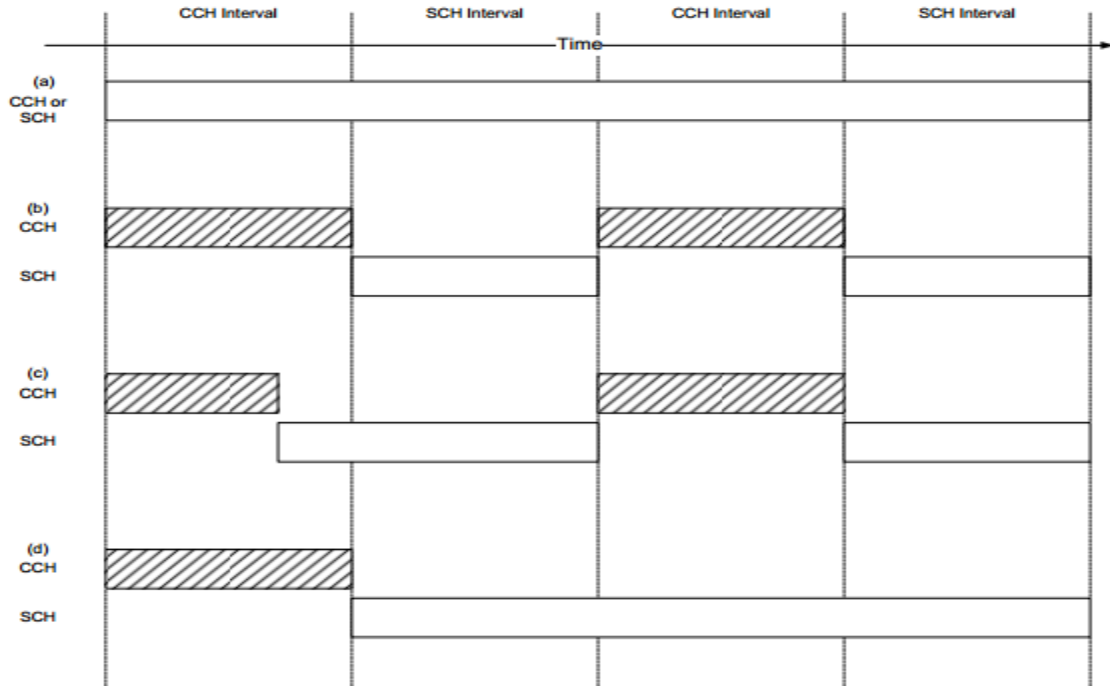 CCH Interval SCH Interval CCH Interval SCH Interval
Time
(a)
CCH or
SCH
(b)
CCH
SCH
(c)
CCH
SCH
(d)
CCH
SCH